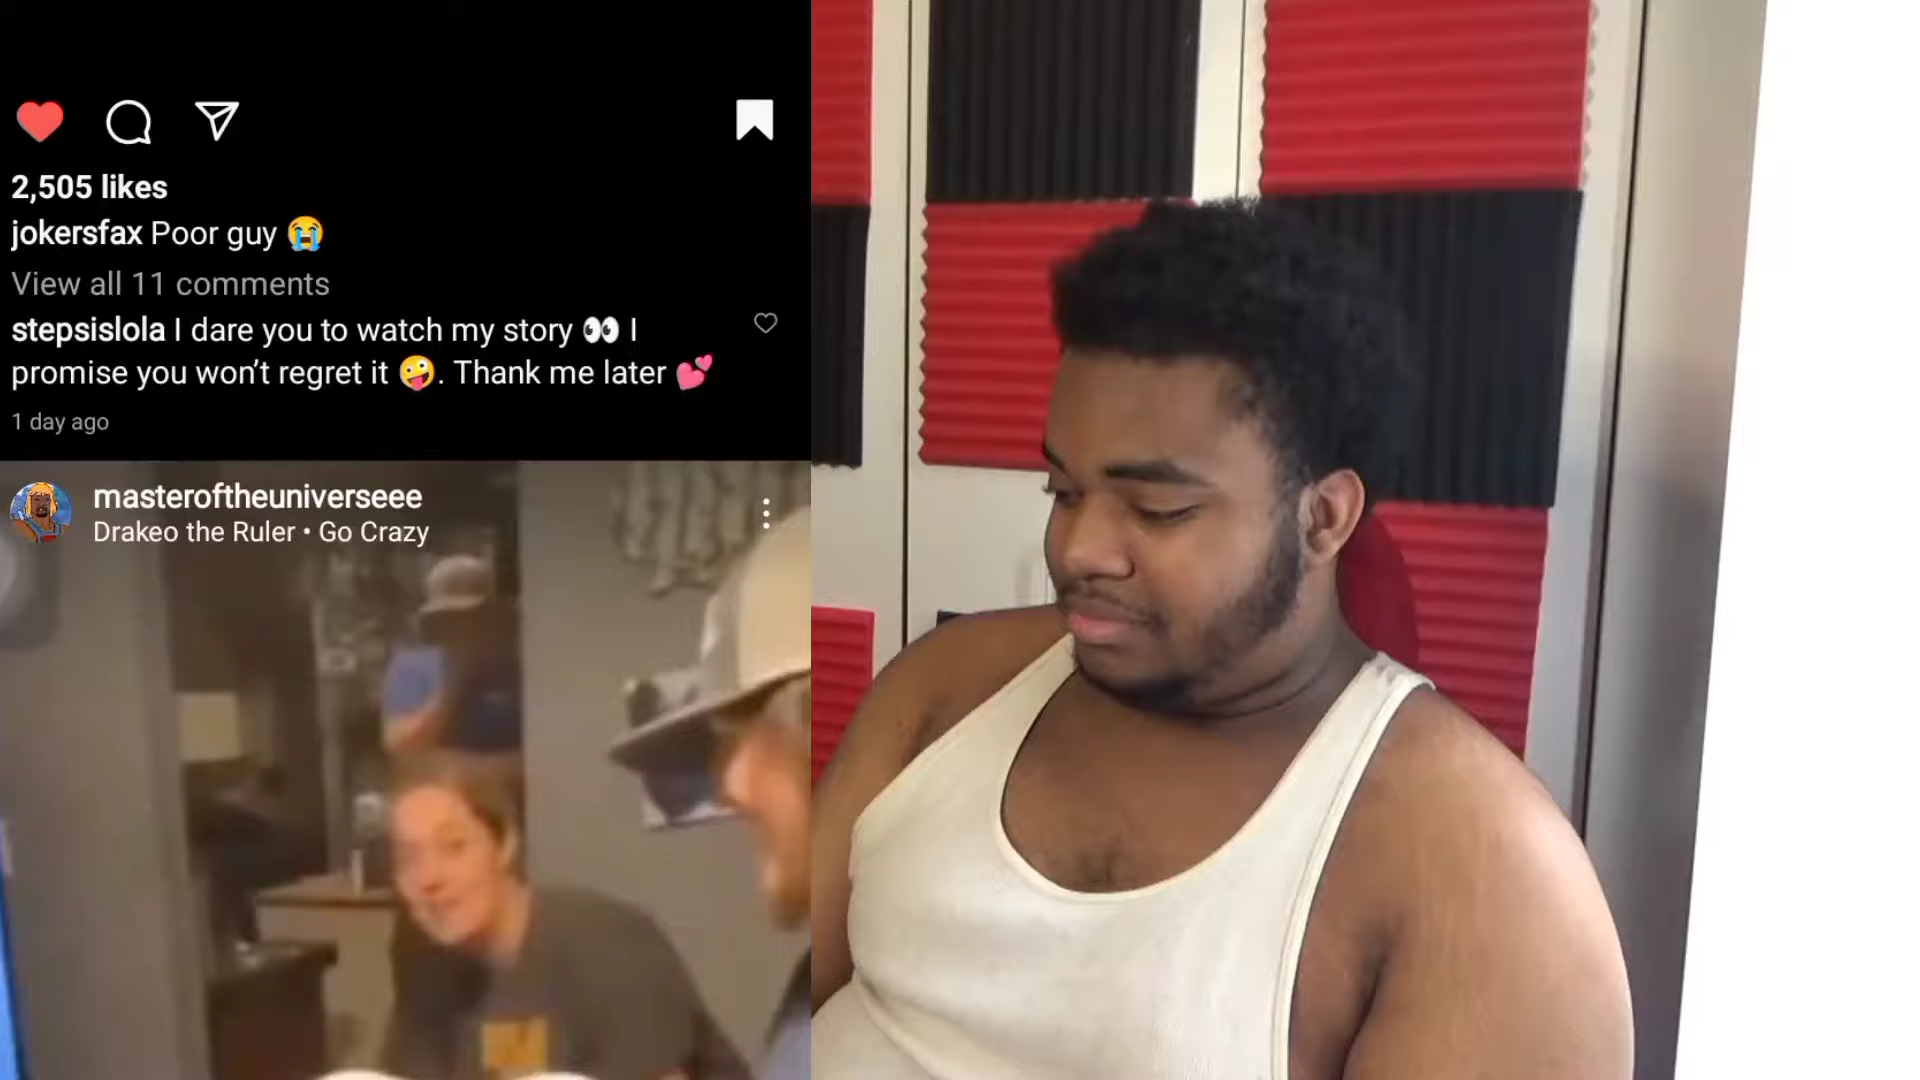 2,505 likes
jokersfax Poor guy 😭
View all 11 comments
stepsislola I dare you to watch my story 👀 I
promise you won't regret it 🤪. Thank me later 💕
1 day ago
masteroftheuniverseee
Drakeo the Ruler • Go Crazy